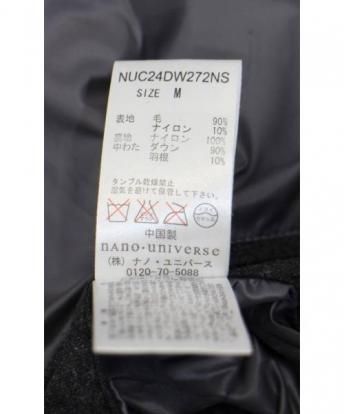 NUC24DW272NS
SIZE M
表地 毛 90%
ナイロン 10%
裏地 ナイロン 100%
中わた ダウン 90%
羽根 10%
タンブル乾燥禁止
湿気を避けて保管して下さい。
中国製
nano·universe
(株) ナノ・ユニバース
0120-70-5088